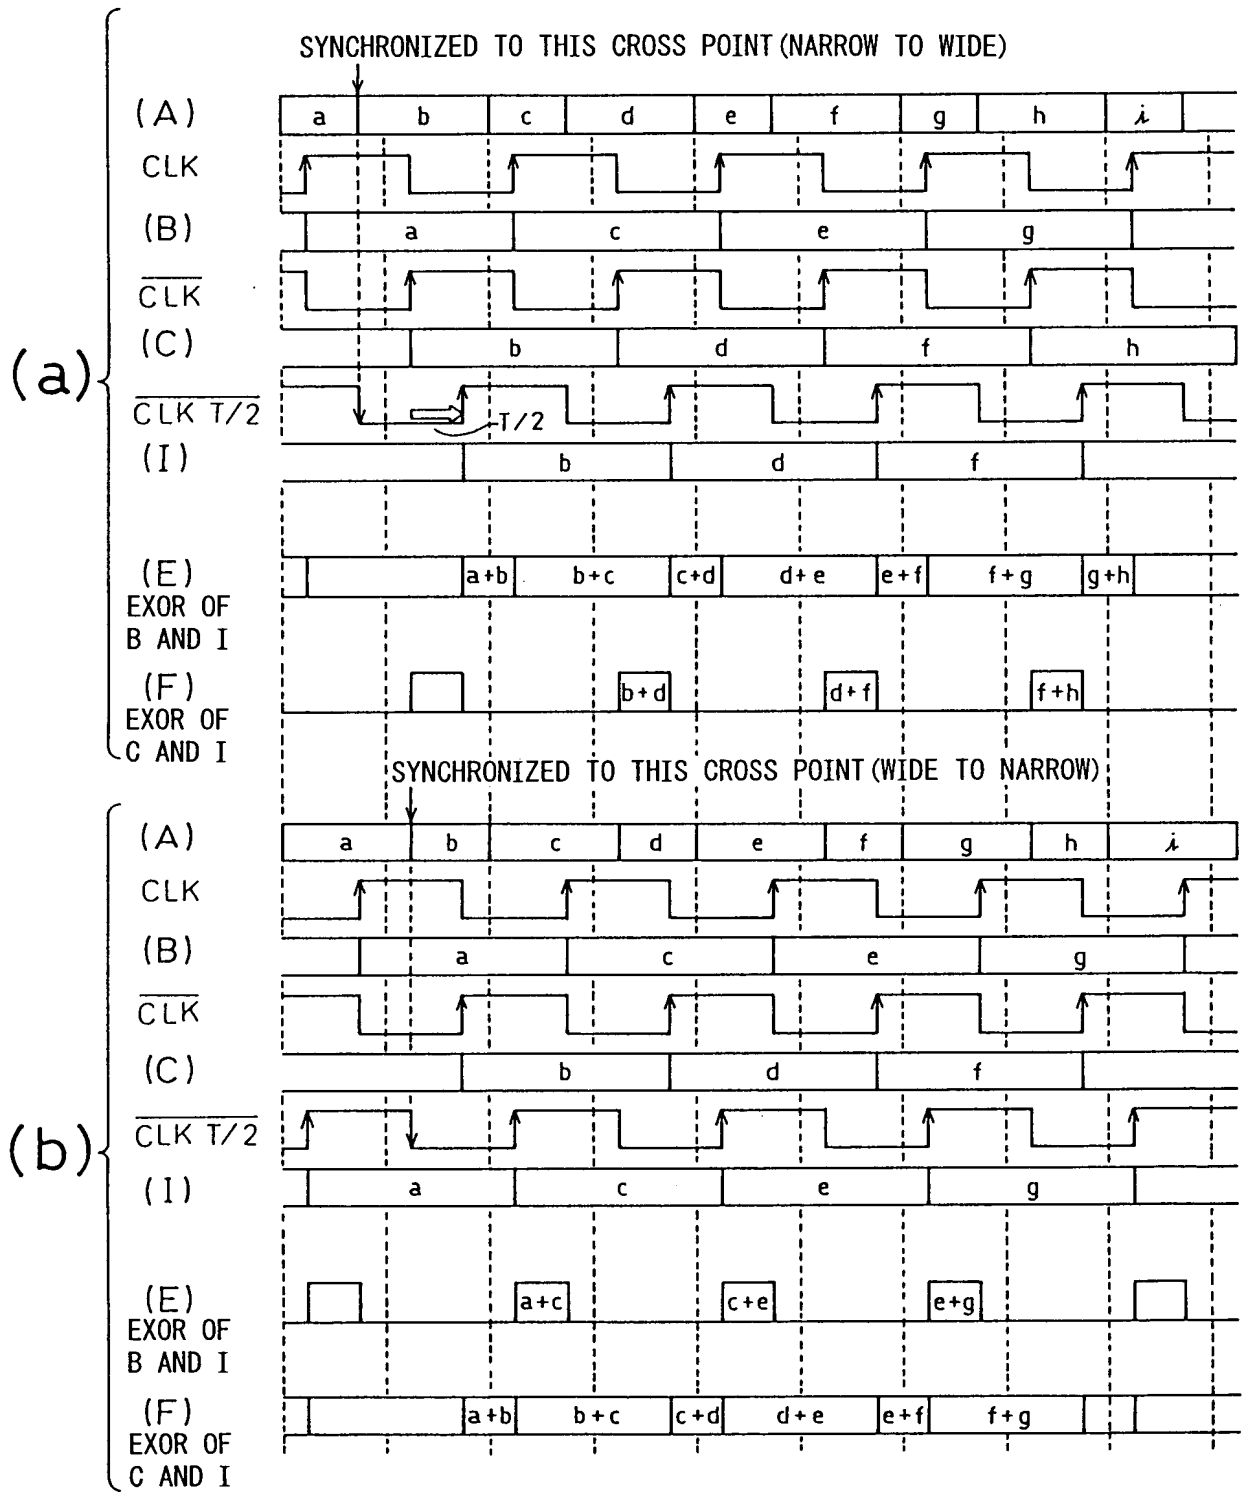 (a)
SYNCHRONIZED TO THIS CROSS POINT(NARROW TO WIDE)
(A) a b c d e f g h i
CLK
(B) a c e g
CLK
(C) b d f h
CLK T/2
T/2
(I) b d f
(E) a+b b+c c+d d+e e+f f+g g+h
EXOR OF
B AND I
(F) b+d d+f f+h
EXOR OF
C AND I
(b)
SYNCHRONIZED TO THIS CROSS POINT(WIDE TO NARROW)
(A) a b c d e f g h i
CLK
(B) a c e g
CLK
(C) b d f
CLK T/2
(I) a c e g
(E) a+c c+e e+g
EXOR OF
B AND I
(F) a+b b+c c+d d+e e+f f+g
EXOR OF
C AND I